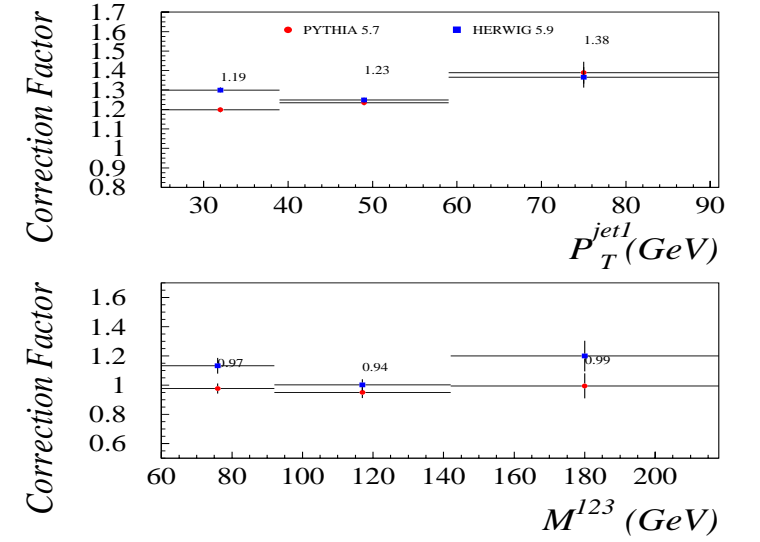 1.7
1.6
1.5
1.4
1.3
1.2
1.1
1
0.9
0.8
Correction Factor
PYTHIA 5.7
HERWIG 5.9
1.19
1.23
1.38
30 40 50 60 70 80 90
P_T^jet1 (GeV)
1.6
1.4
1.2
1
0.8
0.6
Correction Factor
0.97
0.94
0.99
60 80 100 120 140 160 180 200
M^123 (GeV)